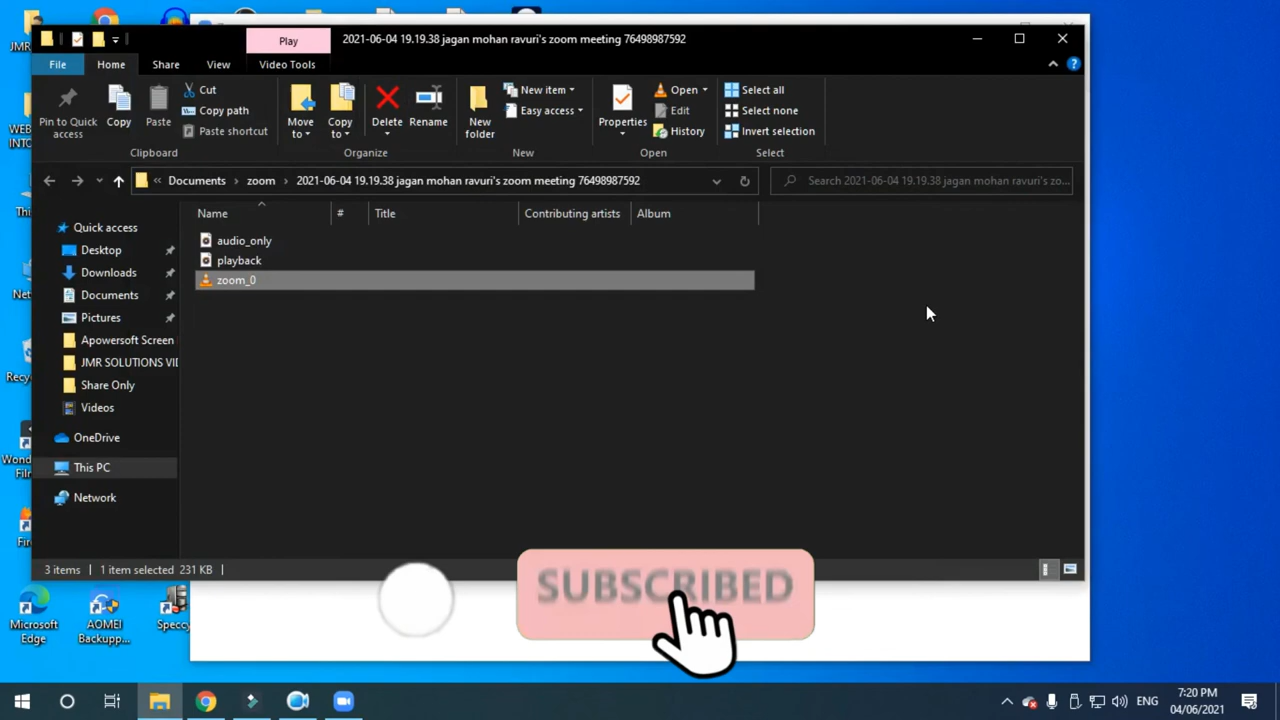 Play
2021-06-04 19.19.38 jagan mohan ravuri's zoom meeting 76498987592
File
Home
Share
View
Video Tools
Pin to Quick access
Copy
Paste
Cut
Copy path
Paste shortcut
Clipboard
Move to
Copy to
Delete
Rename
Organize
New folder
New item
Easy access
New
Properties
Open
Edit
History
Open
Select all
Select none
Invert selection
Select
« Documents > zoom > 2021-06-04 19.19.38 jagan mohan ravuri's zoom meeting 76498987592
Search 2021-06-04 19.19.38 jagan mohan ravuri's zo...
Name
#
Title
Contributing artists
Album
audio_only
playback
zoom_0
Quick access
Desktop
Downloads
Documents
Pictures
Apowersoft Screen
JMR SOLUTIONS VID
Share Only
Videos
OneDrive
This PC
Network
3 items
1 item selected 231 KB
SUBSCRIBED
Microsoft Edge
AOMEI Backupp...
Speccy
ENG
7:20 PM
04/06/2021